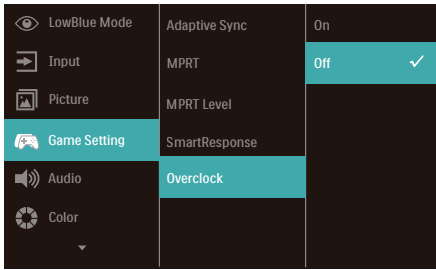 LowBlue Mode
Input
Picture
Game Setting
Audio
Color
Adaptive Sync
MPRT
MPRT Level
SmartResponse
Overclock
On
Off